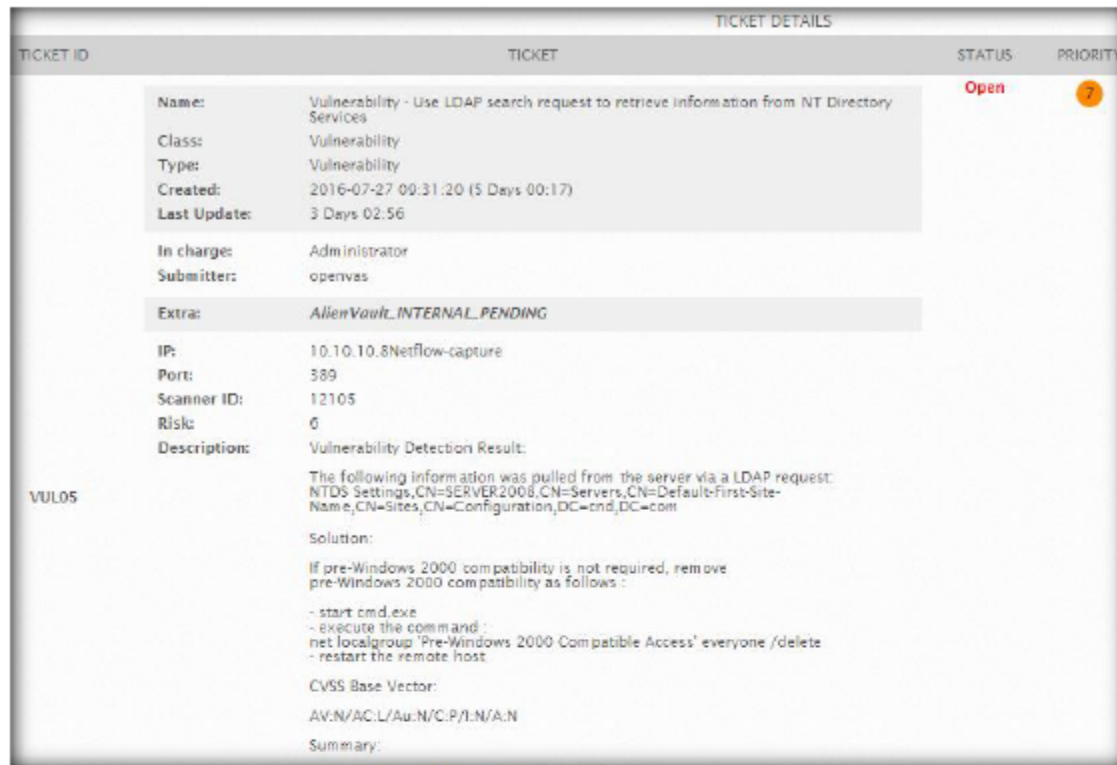 TICKET DETAILS
TICKET ID TICKET STATUS PRIORITY
Name: Vulnerability - Use LDAP search request to retrieve information from NT Directory
Services
Open 7
Class: Vulnerability
Type: Vulnerability
Created: 2016-07-27 09:31:20 (5 Days 00:17)
Last Update: 3 Days 02:56
In charge: Administrator
Submitter: openvas
Extra: AlienVault_INTERNAL_PENDING
IP: 10.10.10.8Netflow-capture
Port: 389
Scanner ID: 12105
Risk: 6
Description: Vulnerability Detection Result:
The following information was pulled from the server via a LDAP request:
NTDS Settings,CN=SERVER2008,CN=Servers,CN=Default-First-Site-
Name,CN=Sites,CN=Configuration,DC=cnd,DC=com
VUL05
Solution:
If pre-Windows 2000 compatibility is not required, remove
pre-Windows 2000 compatibility as follows :
- start cmd.exe
- execute the command :
net localgroup 'Pre-Windows 2000 Compatible Access' everyone /delete
- restart the remote host
CVSS Base Vector:
AV:N/AC:L/Au:N/C:P/I:N/A:N
Summary: